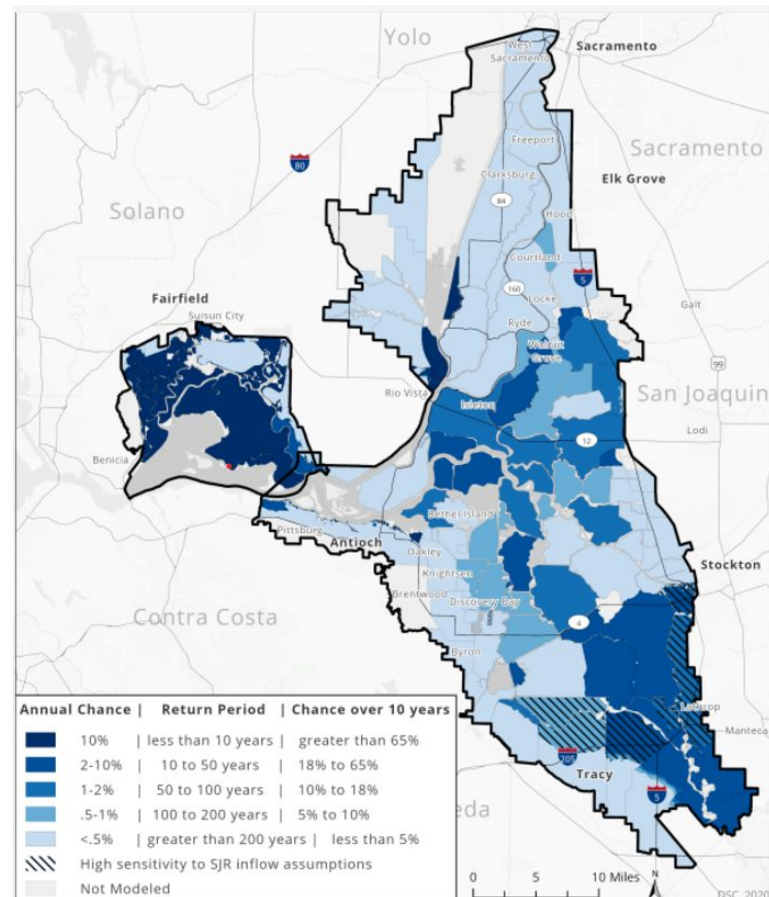 Yolo
West
Sacramento
Sacramento
Freeport
Sacramento
80
Clarksburg
Elk Grove
84
Solano
Hood
Courtland
5
160
Fairfield
Locke
Galt
Suisun City
Ryde
Walnut
Grove
99
Rio Vista
Isleton
San Joaquin
12
Lodi
Benicia
Bethel Island
Pittsburg
Antioch
Oakley
Stockton
Knightsen
Brentwood
Discovery Bay
Contra Costa
4
Byron
Lathrop
Manteca
205
Tracy
5
eda
Annual Chance | Return Period | Chance over 10 years
10% | less than 10 years | greater than 65%
2-10% | 10 to 50 years | 18% to 65%
1-2% | 50 to 100 years | 10% to 18%
.5-1% | 100 to 200 years | 5% to 10%
<.5% | greater than 200 years | less than 5%
High sensitivity to SJR inflow assumptions
Not Modeled
0 5 10 Miles
N
DSC, 2020